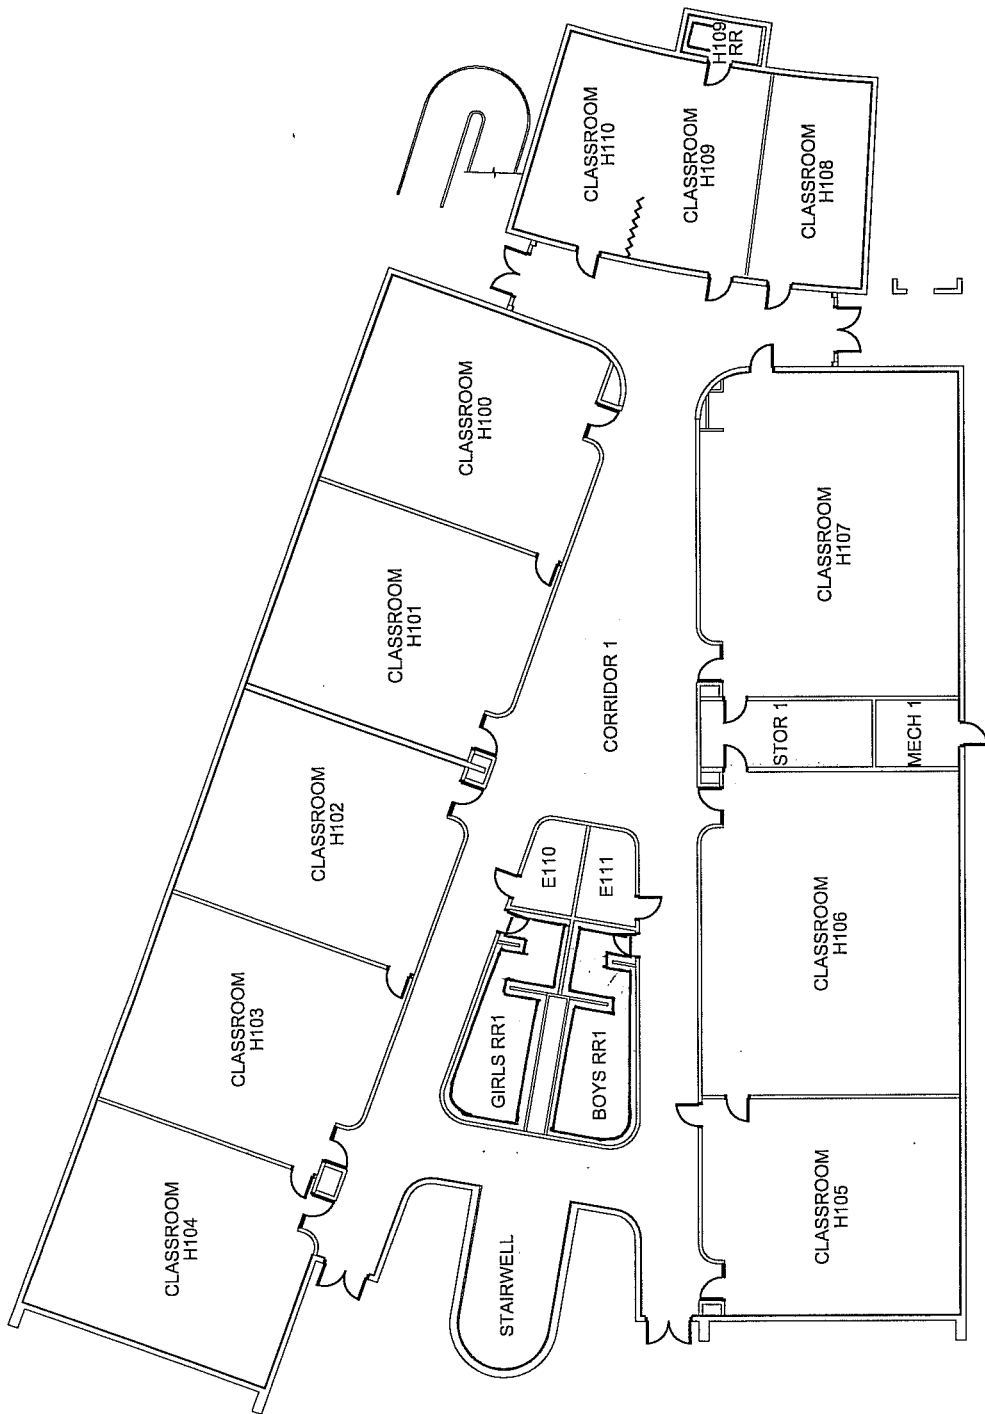 H109
RR
CLASSROOM
H110
CLASSROOM
H109
CLASSROOM
H108
CLASSROOM
H100
CLASSROOM
H101
CLASSROOM
H107
CORRIDOR 1
STOR 1
MECH 1
CLASSROOM
H102
E110
E111
CLASSROOM
H106
CLASSROOM
H103
GIRLS RR1
BOYS RR1
CLASSROOM
H104
CLASSROOM
H105
STAIRWELL